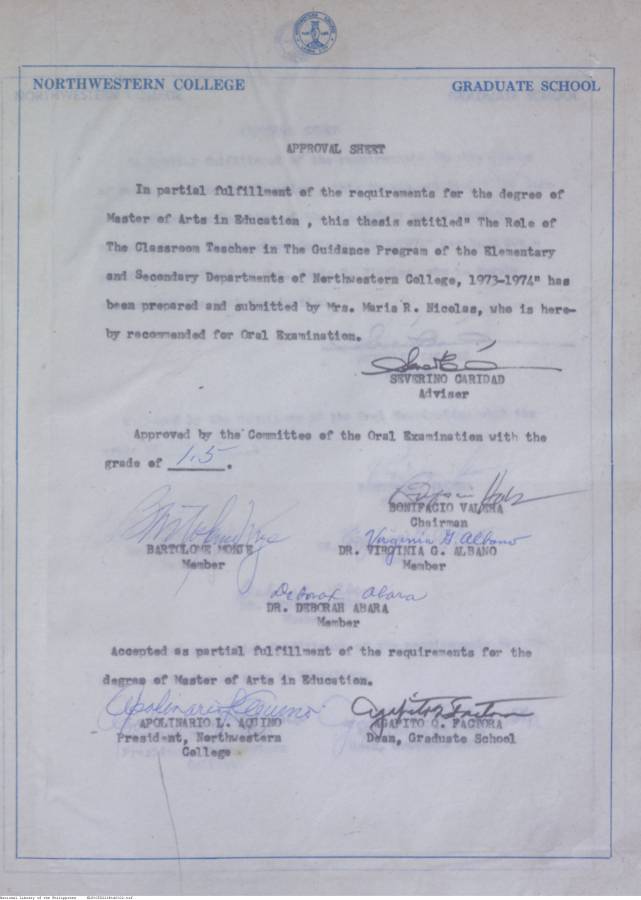 NORTHWESTERN COLLEGE GRADUATE SCHOOL
APPROVAL SHEET
In partial fulfillment of the requirements for the degree of
Master of Arts in Education , this thesis entitled" The Role of
The Classroom Teacher in The Guidance Program of the Elementary
and Secondary Departments of Northwestern College, 1973-1974" has
been prepared and submitted by Mrs. Maria R. Nicolas, who is here-
by recommended for Oral Examination.
SEVERINO CARIDAD
Adviser
Approved by the Committee of the Oral Examination with the
grade of 1.5 .
BONIFACIO VALERA
Chairman
Virginia G. Albano
BARTOLOME DR. VIRGINIA G. ALBANO
Member Member
Deborah Abara
DR. DEBORAH ABARA
Member
Accepted as partial fulfillment of the requirements for the
degree of Master of Arts in Education.
APOLINARIO L. AQUINO AGAPITO Q. FACTORA
President, Northwestern Dean, Graduate School
College
National Library of the Philippines